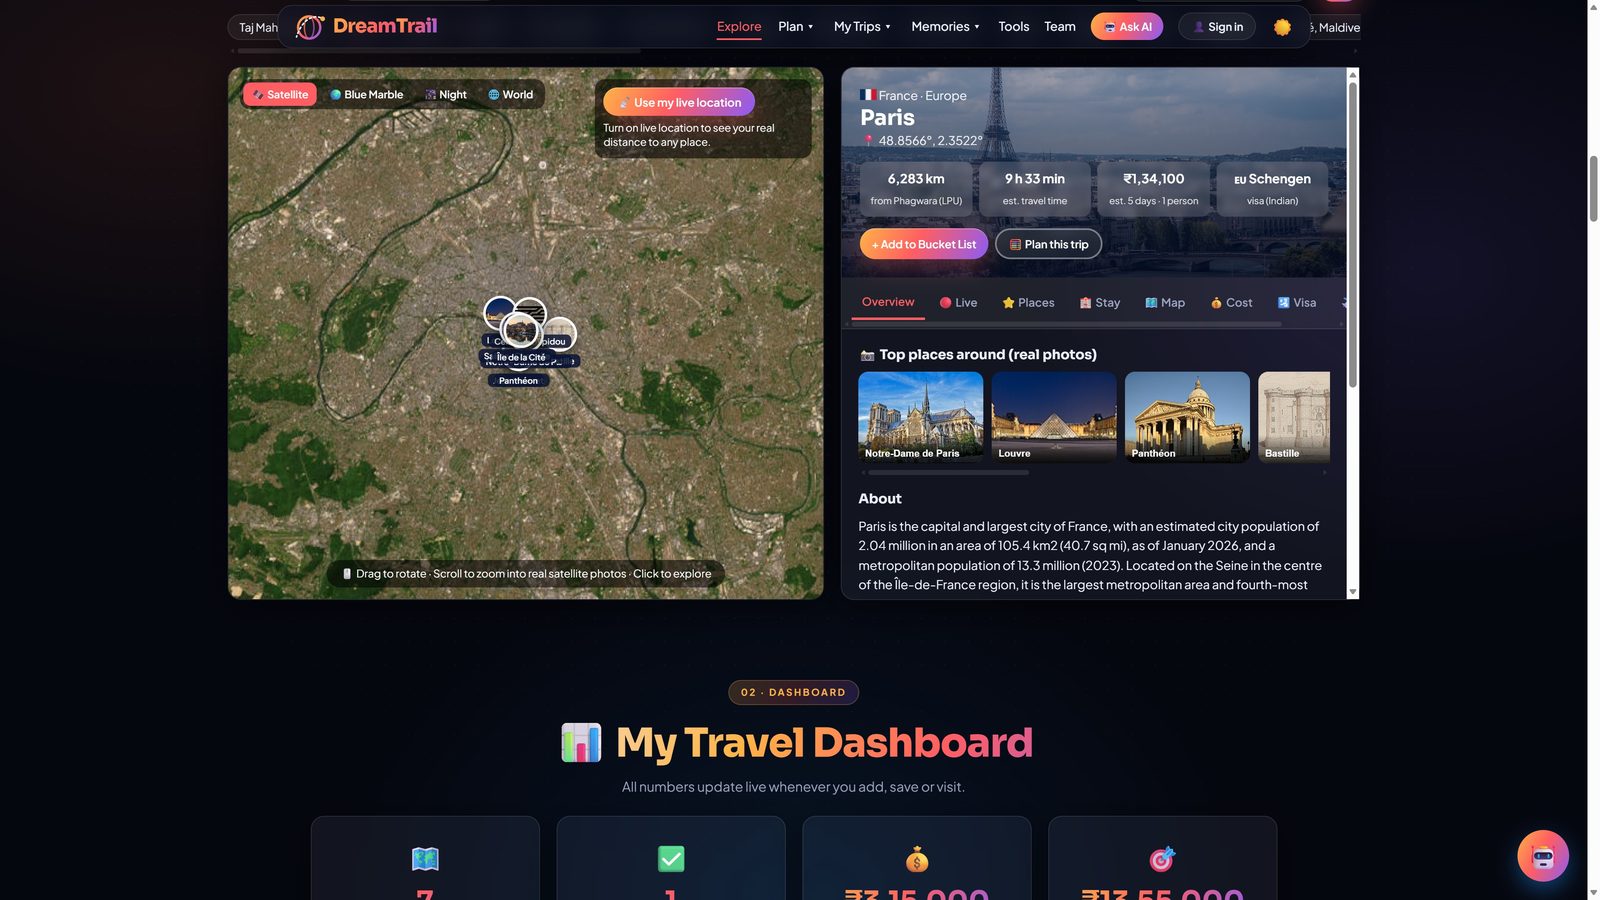 Taj Mah
DreamTrail
Explore
Plan ▾
My Trips ▾
Memories ▾
Tools
Team
Ask AI
Sign in
, Maldive
Satellite
Blue Marble
Night
World
Use my live location
Turn on live location to see your real
distance to any place.
Île de la Cité
Panthéon
Drag to rotate · Scroll to zoom into real satellite photos · Click to explore
France · Europe
Paris
48.8566°, 2.3522°
6,283 km
from Phagwara (LPU)
9 h 33 min
est. travel time
₹1,34,100
est. 5 days · 1 person
EU Schengen
visa (Indian)
+ Add to Bucket List
Plan this trip
Overview
Live
Places
Stay
Map
Cost
Visa
Top places around (real photos)
Notre-Dame de Paris
Louvre
Panthéon
Bastille
About
Paris is the capital and largest city of France, with an estimated city population of
2.04 million in an area of 105.4 km2 (40.7 sq mi), as of January 2026, and a
metropolitan population of 13.3 million (2023). Located on the Seine in the centre
of the Île-de-France region, it is the largest metropolitan area and fourth-most
02 · DASHBOARD
My Travel Dashboard
All numbers update live whenever you add, save or visit.
7
1
₹3,15,000
₹13,55,000